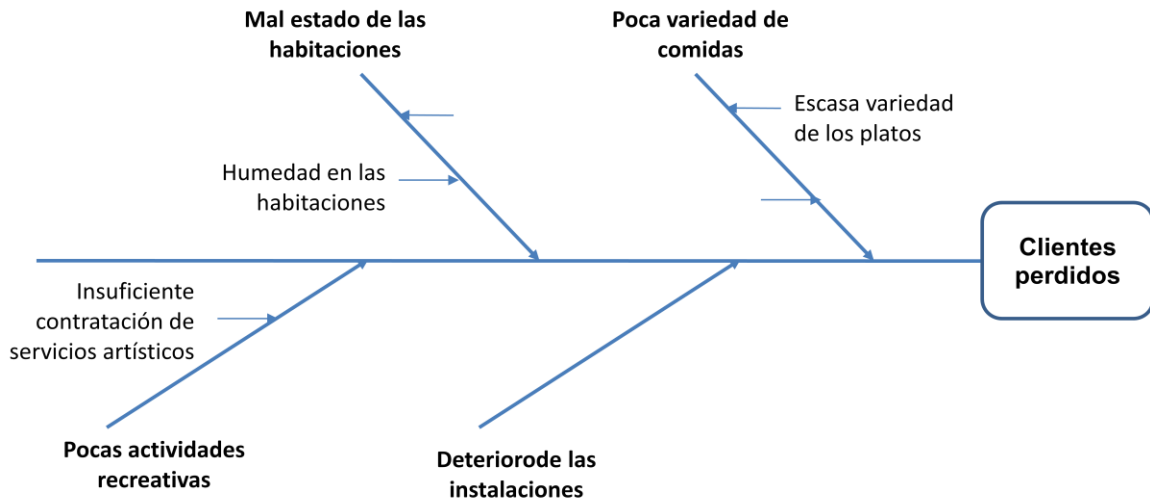 Mal estado de las
habitaciones
Poca variedad de
comidas
Escasa variedad
de los platos
Humedad en las
habitaciones
Clientes
perdidos
Insuficiente
contratación de
servicios artísticos
Pocas actividades
recreativas
Deteriorode las
instalaciones